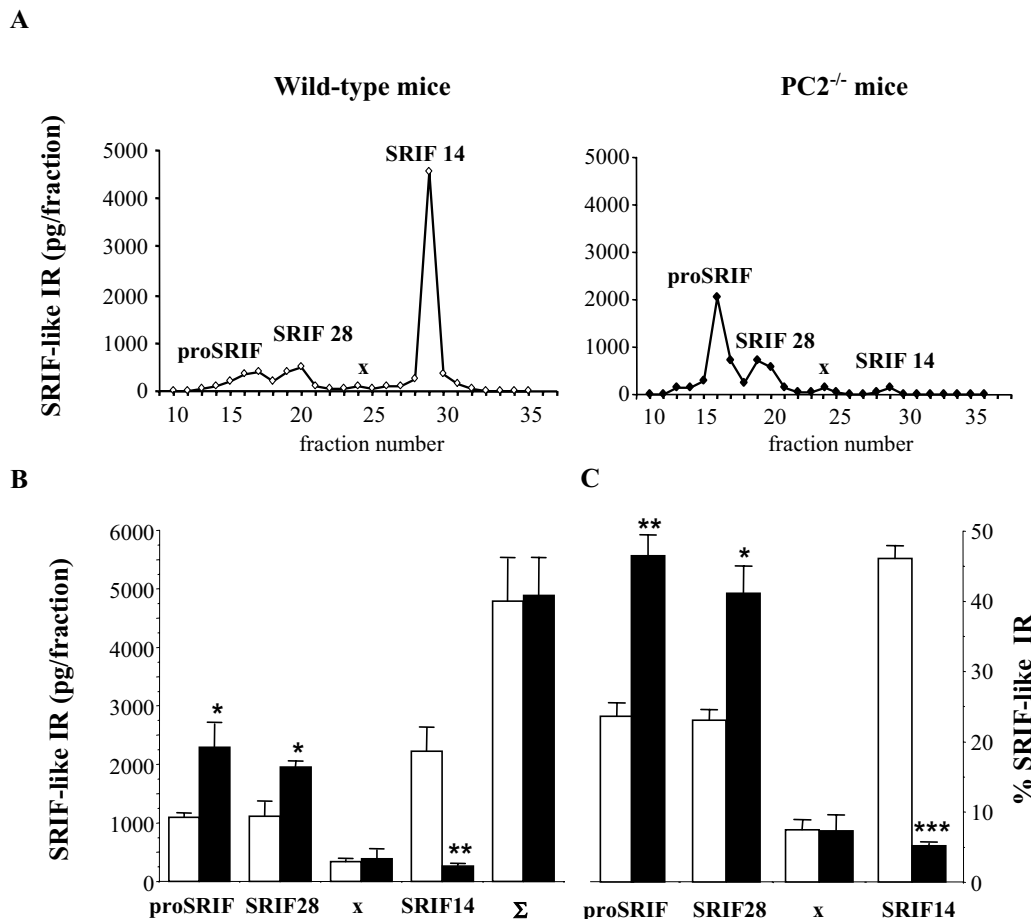 A
Wild-type mice
PC2-/- mice
SRIF-like IR (pg/fraction)
5000
4000
3000
2000
1000
0
proSRIF
SRIF 28
x
SRIF 14
10 15 20 25 30 35
fraction number
5000
4000
3000
2000
1000
0
proSRIF
SRIF 28
x
SRIF 14
10 15 20 25 30 35
fraction number
B
SRIF-like IR (pg/fraction)
6000
5000
4000
3000
2000
1000
0
* * ** 
proSRIF SRIF28 x SRIF14 Σ
C
** * ***
50
40
30
20
10
0
% SRIF-like IR
proSRIF SRIF28 x SRIF14